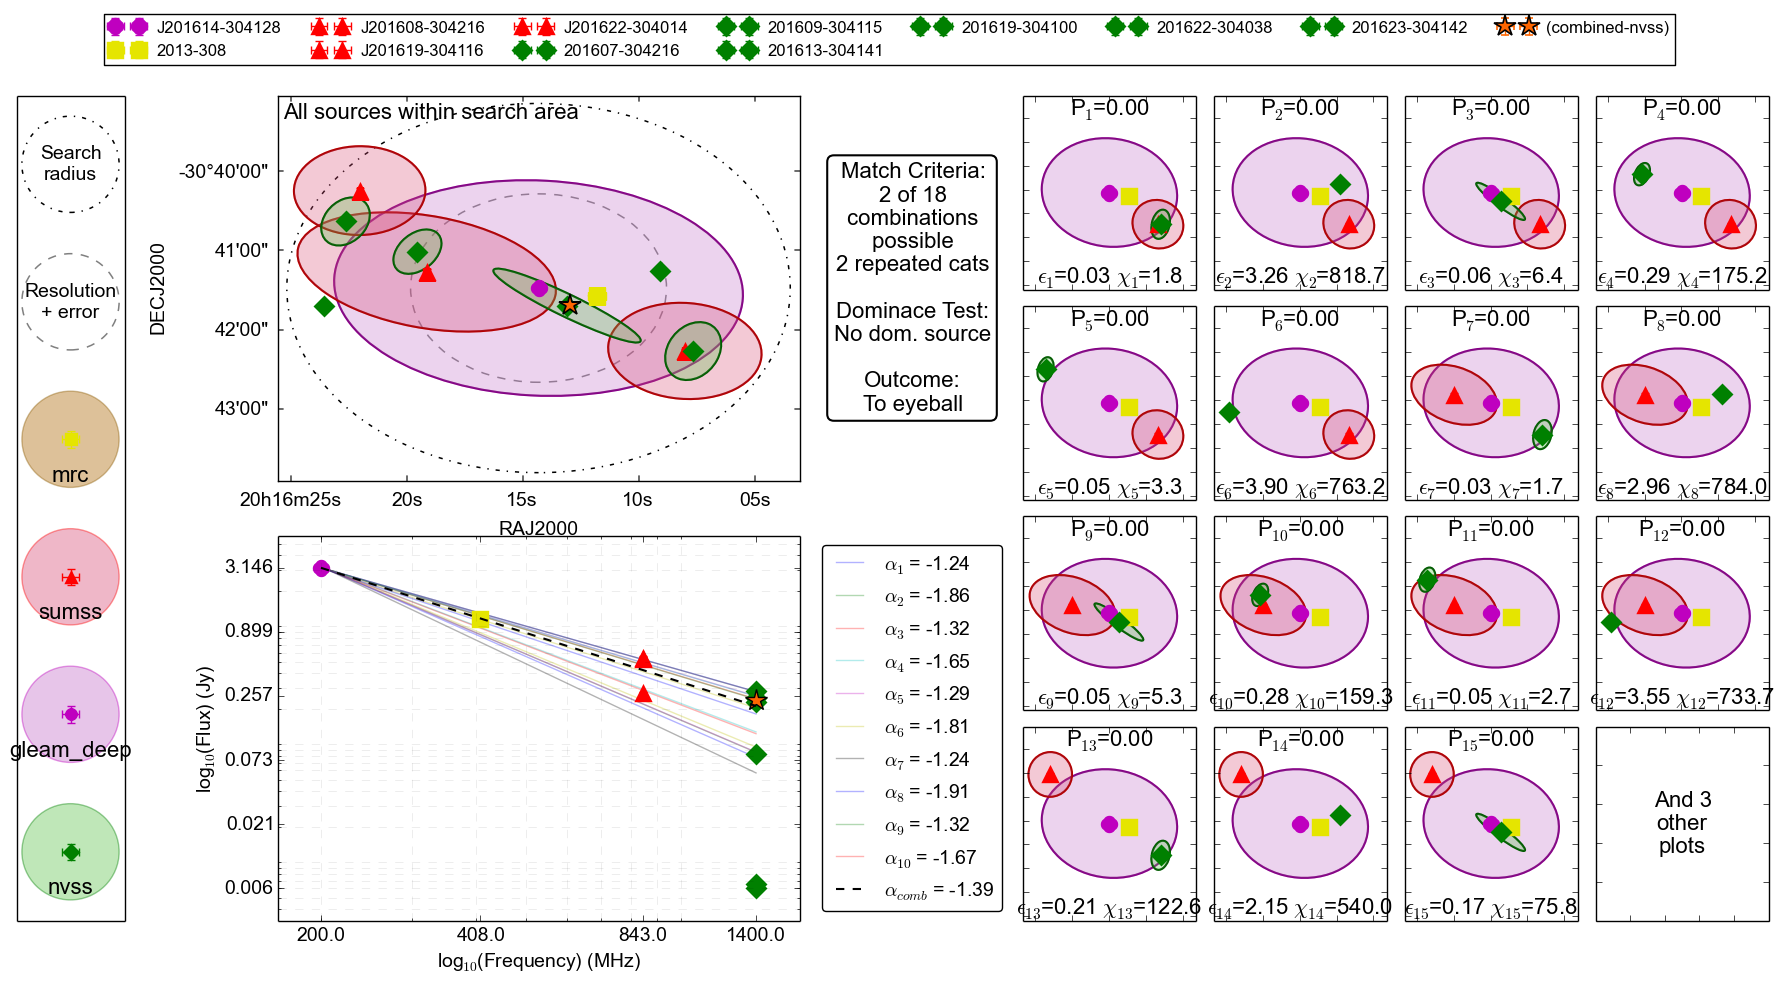 J201614-304128
J201608-304216
J201622-304014
201609-304115
201619-304100
201622-304038
201623-304142
(combined-nvss)
2013-308
J201619-304116
201607-304216
201613-304141
Search
radius
Resolution
+ error
mrc
sumss
gleam_deep
nvss
All sources within search area
DECJ2000
-30°40'00"
41'00"
42'00"
43'00"
20h16m25s
20s
15s
10s
05s
RAJ2000
Match Criteria:
2 of 18
combinations
possible
2 repeated cats
Dominace Test:
No dom. source
Outcome:
To eyeball
log₁₀(Flux) (Jy)
3.146
0.899
0.257
0.073
0.021
0.006
200.0
408.0
843.0
1400.0
log₁₀(Frequency) (MHz)
α₁ = -1.24
α₂ = -1.86
α₃ = -1.32
α₄ = -1.65
α₅ = -1.29
α₆ = -1.81
α₇ = -1.24
α₈ = -1.91
α₉ = -1.32
α₁₀ = -1.67
α_comb = -1.39
P₁=0.00
ϵ₁=0.03 χ₁=1.8
P₂=0.00
ϵ₂=3.26 χ₂=818.7
P₃=0.00
ϵ₃=0.06 χ₃=6.4
P₄=0.00
ϵ₄=0.29 χ₄=175.2
P₅=0.00
ϵ₅=0.05 χ₅=3.3
P₆=0.00
ϵ₆=3.90 χ₆=763.2
P₇=0.00
ϵ₇=0.03 χ₇=1.7
P₈=0.00
ϵ₈=2.96 χ₈=784.0
P₉=0.00
ϵ₉=0.05 χ₉=5.3
P₁₀=0.00
ϵ₁₀=0.28 χ₁₀=159.3
P₁₁=0.00
ϵ₁₁=0.05 χ₁₁=2.7
P₁₂=0.00
ϵ₁₂=3.55 χ₁₂=733.7
P₁₃=0.00
ϵ₁₃=0.21 χ₁₃=122.6
P₁₄=0.00
ϵ₁₄=2.15 χ₁₄=540.0
P₁₅=0.00
ϵ₁₅=0.17 χ₁₅=75.8
And 3
other
plots